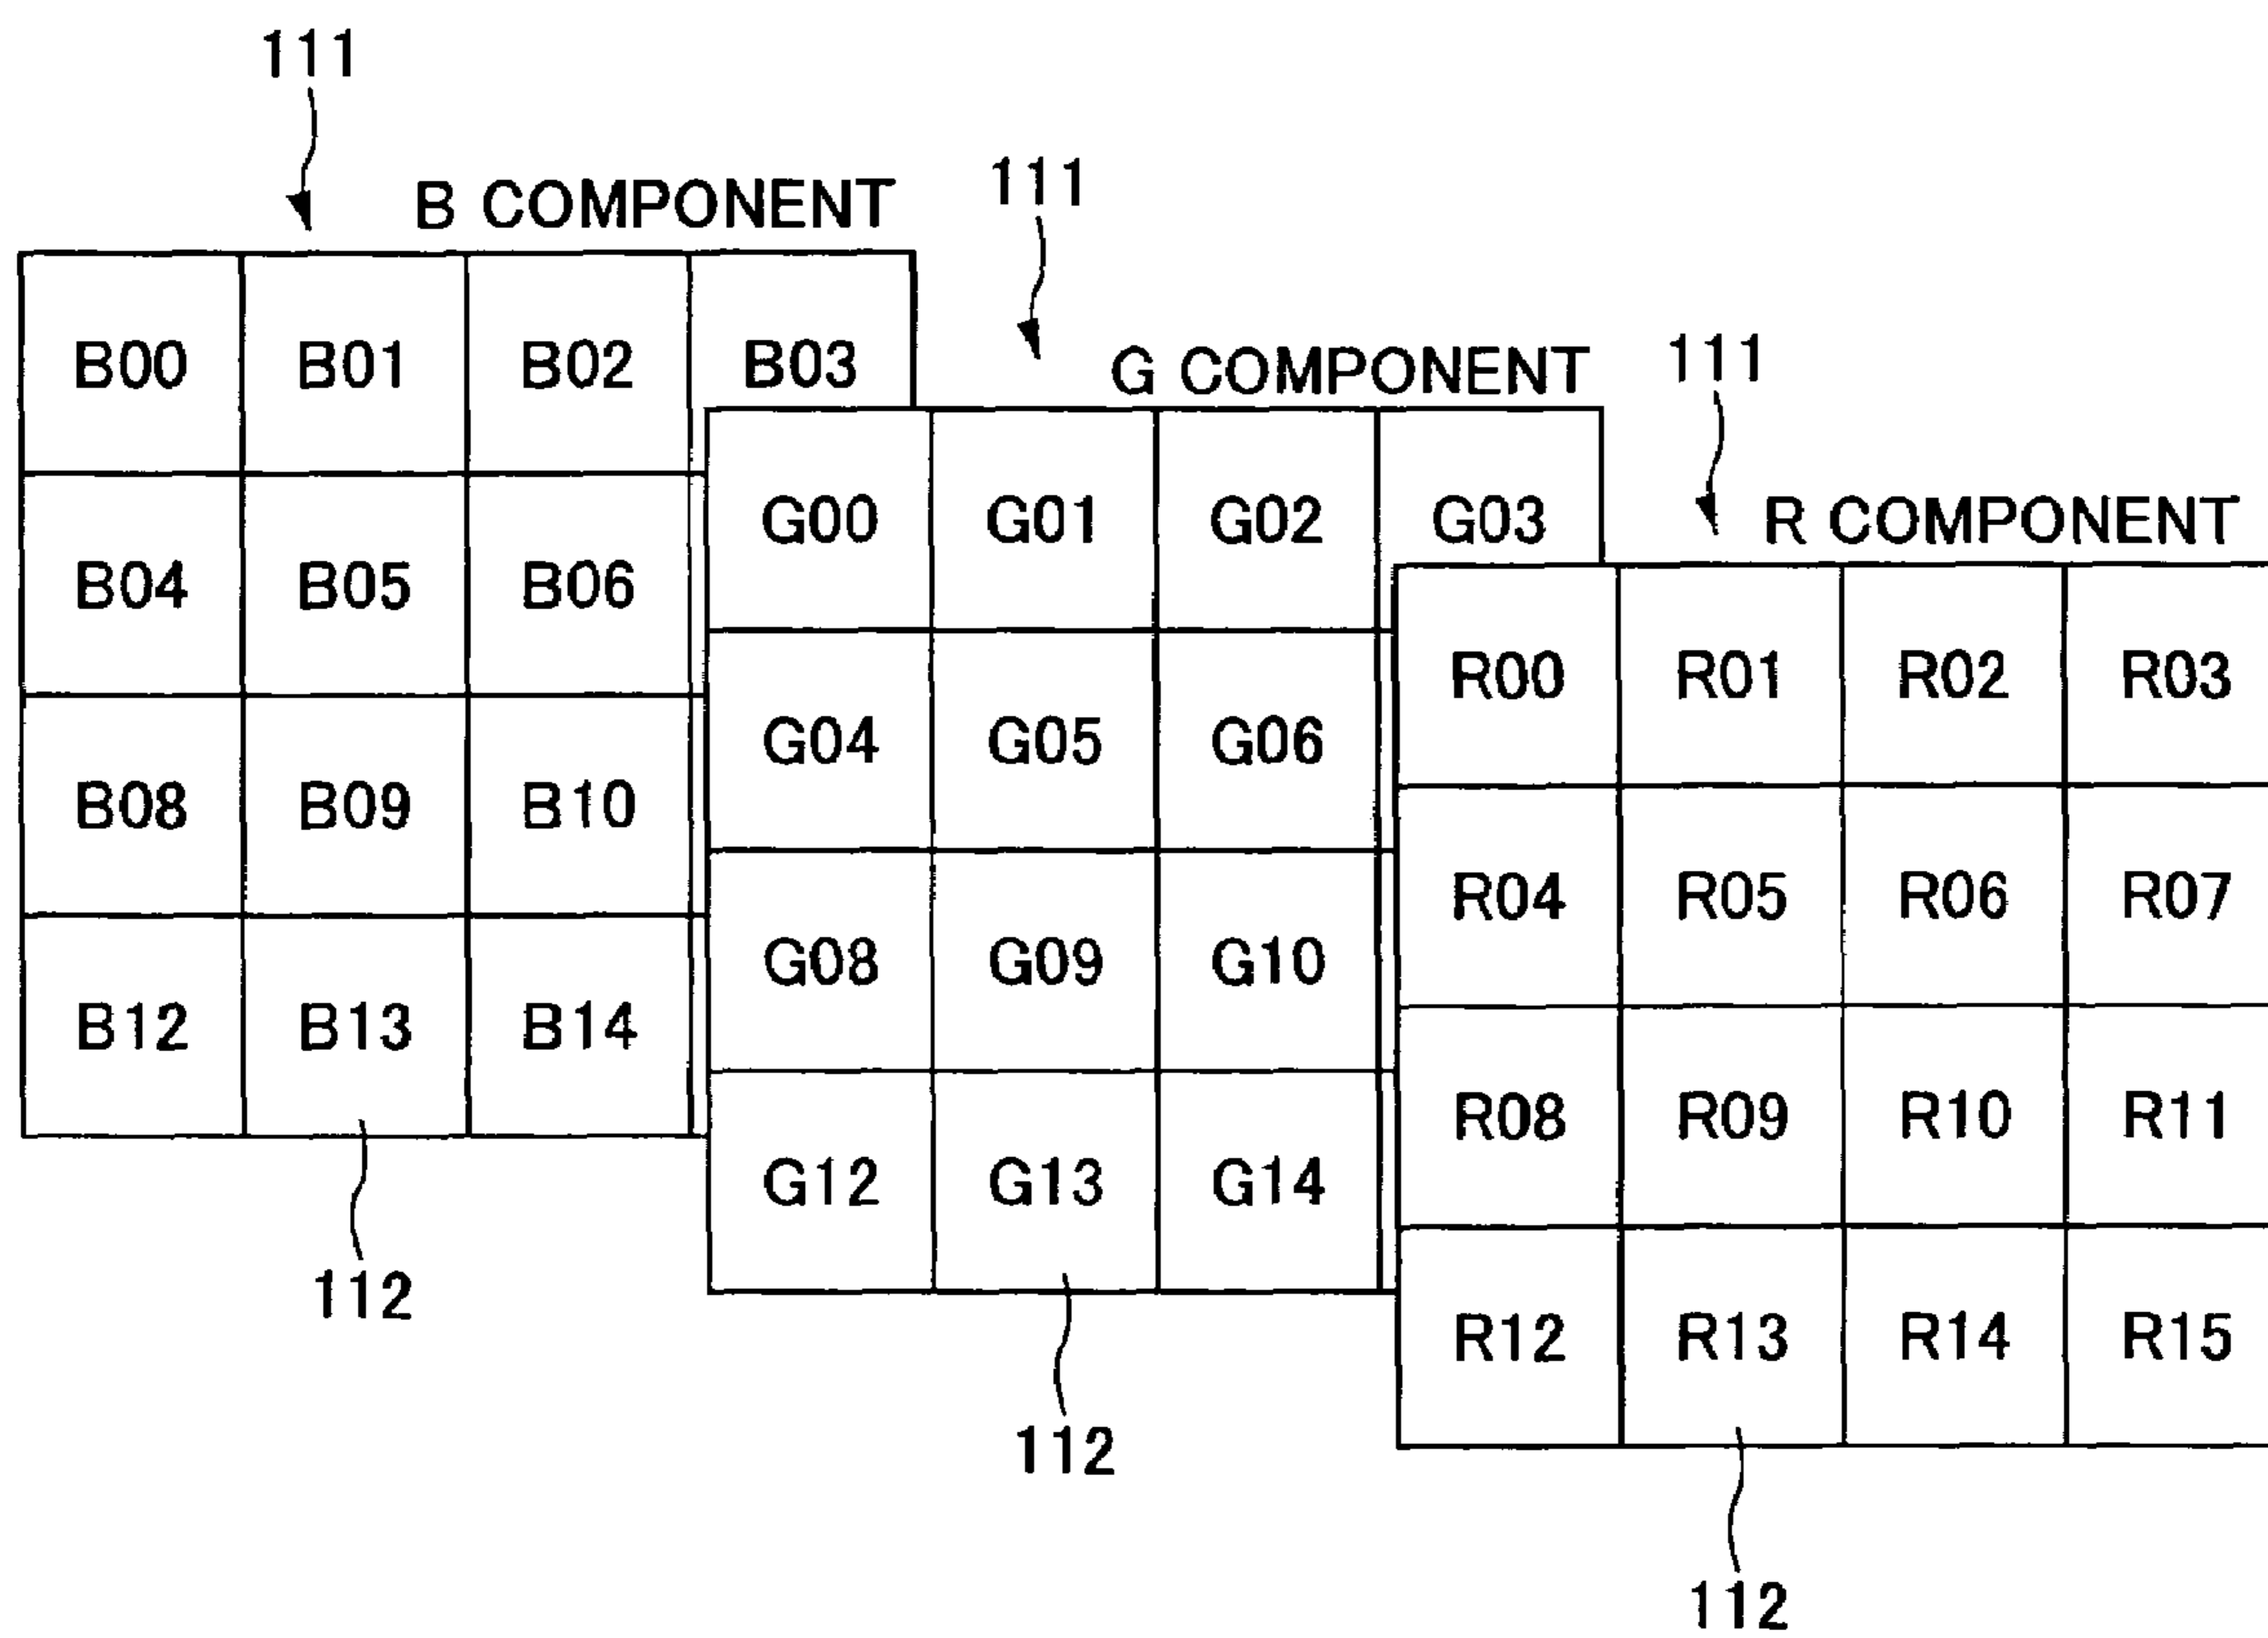 111
B COMPONENT
B00 B01 B02 B03
B04 B05 B06
B08 B09 B10
B12 B13 B14
112
111
G COMPONENT
G00 G01 G02 G03
G04 G05 G06
G08 G09 G10
G12 G13 G14
112
111
R COMPONENT
R00 R01 R02 R03
R04 R05 R06 R07
R08 R09 R10 R11
R12 R13 R14 R15
112